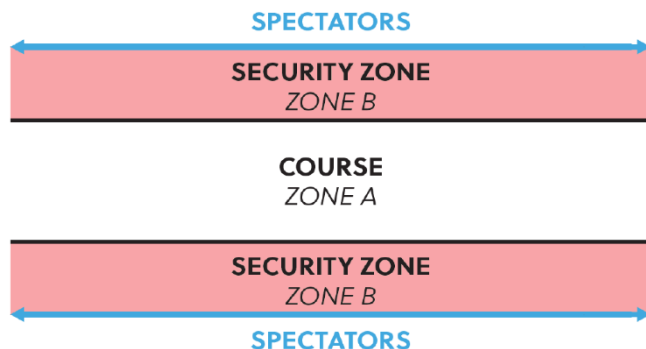 SPECTATORS
SECURITY ZONE
ZONE B
COURSE
ZONE A
SECURITY ZONE
ZONE B
SPECTATORS